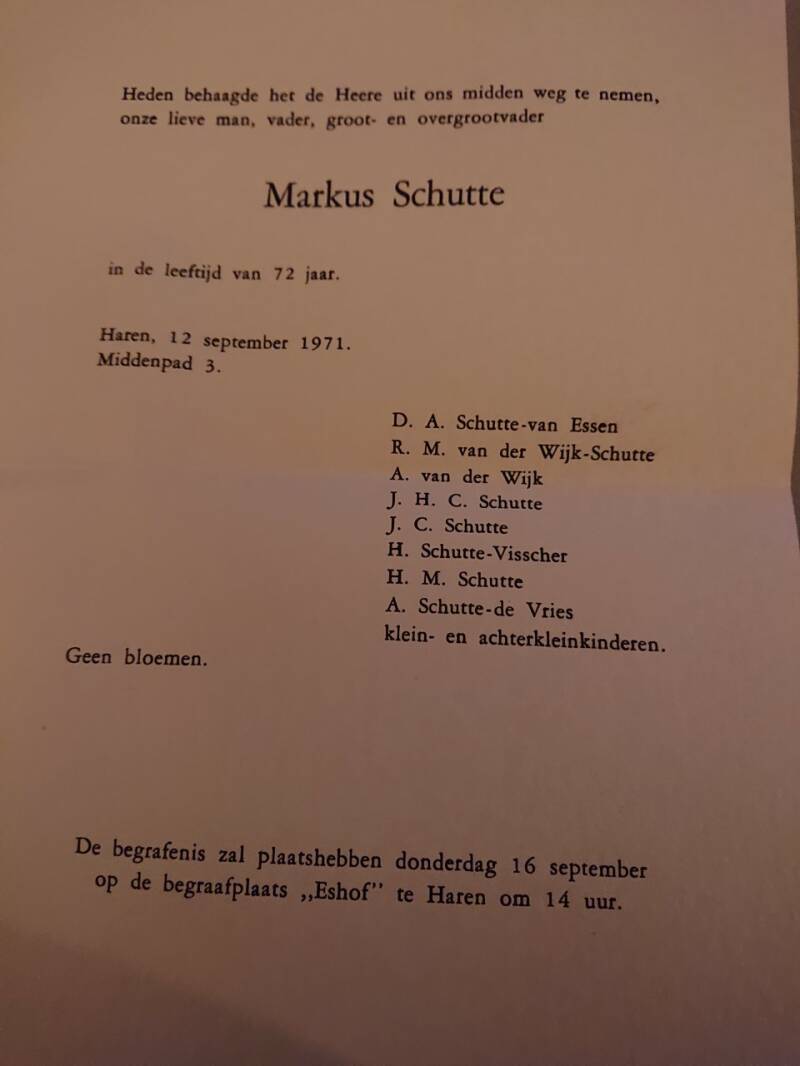 Heden behaagde het de Heere uit ons midden weg te nemen,
onze lieve man, vader, groot- en overgrootvader
Markus Schutte
in de leeftijd van 72 jaar.
Haren, 12 september 1971.
Middenpad 3.
D. A. Schutte-van Essen
R. M. van der Wijk-Schutte
A. van der Wijk
J. H. C. Schutte
J. C. Schutte
H. Schutte-Visscher
H. M. Schutte
A. Schutte-de Vries
klein- en achterkleinkinderen.
Geen bloemen.
De begrafenis zal plaatshebben donderdag 16 september
op de begraafplaats „Eshof” te Haren om 14 uur.